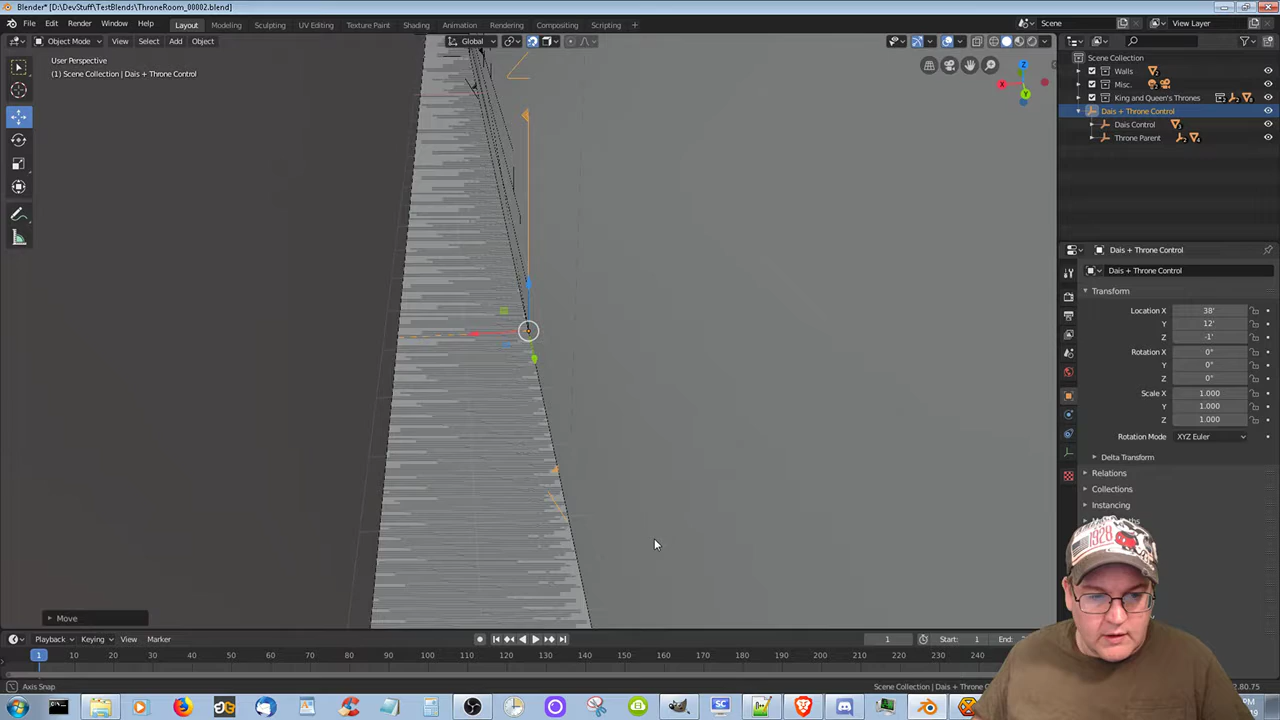 Blender* [D:\DevStuff\TestBlends\ThroneRoom_00002.blend]
File Edit Render Window Help Layout Modeling Sculpting UV Editing Texture Paint Shading Animation Rendering Compositing Scripting Scene View Layer
Object Mode View Select Add Object Global
User Perspective
(1) Scene Collection | Dais + Throne Control
Scene Collection
Walls
Misc.
King and Queen's Thrones
Dais + Throne Control
Dais Control
Throne Parent
Z
X
Y
Dais + Throne Control
Dais + Throne Control
Transform
Location X 38'
Y 12'
Z -1'
Rotation X 0°
Y 0°
Z 0°
Scale X 1.000
Y 1.000
Z 1.000
Rotation Mode XYZ Euler
Delta Transform
Relations
Collections
Instancing
Move
1928
Playback Keying View Marker 1 Start: 1 End:
1 10 20 30 40 50 60 70 80 90 100 110 120 130 140 150 160 170 180 190 200 210 220 230 240
Axis Snap Scene Collection | Dais + Throne C 2.80.75
SC